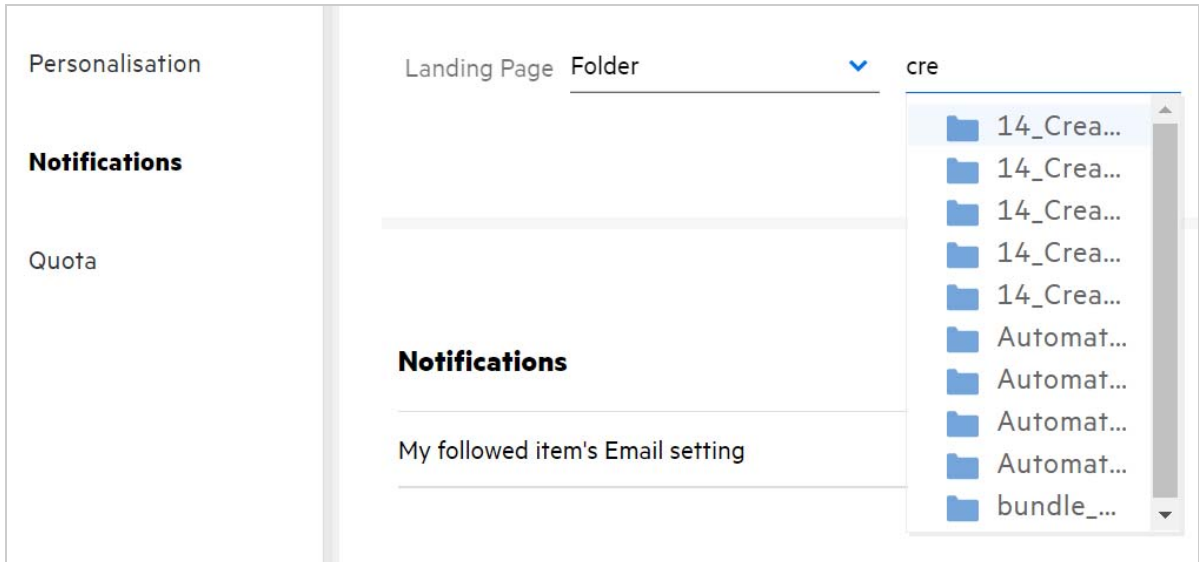 Personalisation
Notifications
Quota
Landing Page Folder cre
14_Crea...
14_Crea...
14_Crea...
14_Crea...
14_Crea...
Automat...
Automat...
Automat...
Automat...
bundle_...
Notifications
My followed item's Email setting